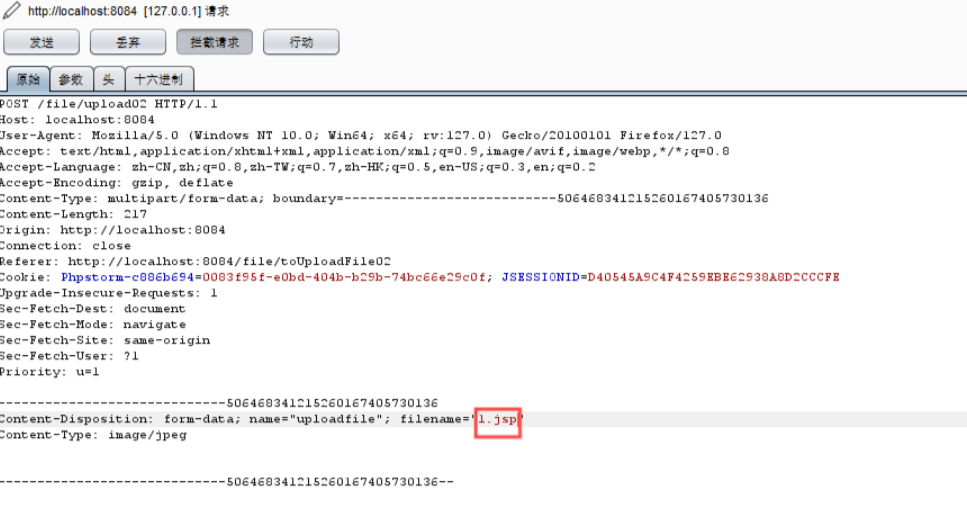 http://localhost:8084 [127.0.0.1] 请求
发送 丢弃 拦截请求 行动
原始 参数 头 十六进制
POST /file/upload02 HTTP/1.1
Host: localhost:8084
User-Agent: Mozilla/5.0 (Windows NT 10.0; Win64; x64; rv:127.0) Gecko/20100101 Firefox/127.0
Accept: text/html,application/xhtml+xml,application/xml;q=0.9,image/avif,image/webp,*/*;q=0.8
Accept-Language: zh-CN,zh;q=0.8,zh-TW;q=0.7,zh-HK;q=0.5,en-US;q=0.3,en;q=0.2
Accept-Encoding: gzip, deflate
Content-Type: multipart/form-data; boundary=---------------------------506468341215260167405730136
Content-Length: 217
Origin: http://localhost:8084
Connection: close
Referer: http://localhost:8084/file/toUploadFile02
Cookie: Phpstorm-c886b694=0083f95f-e0bd-404b-b29b-74bc66e29c0f; JSESSIONID=D40545A9C4F4259EBE62938A8D2CCCFE
Upgrade-Insecure-Requests: 1
Sec-Fetch-Dest: document
Sec-Fetch-Mode: navigate
Sec-Fetch-Site: same-origin
Sec-Fetch-User: ?1
Priority: u=1
-----------------------------506468341215260167405730136
Content-Disposition: form-data; name="uploadfile"; filename="1.jsp"
Content-Type: image/jpeg
-----------------------------506468341215260167405730136--